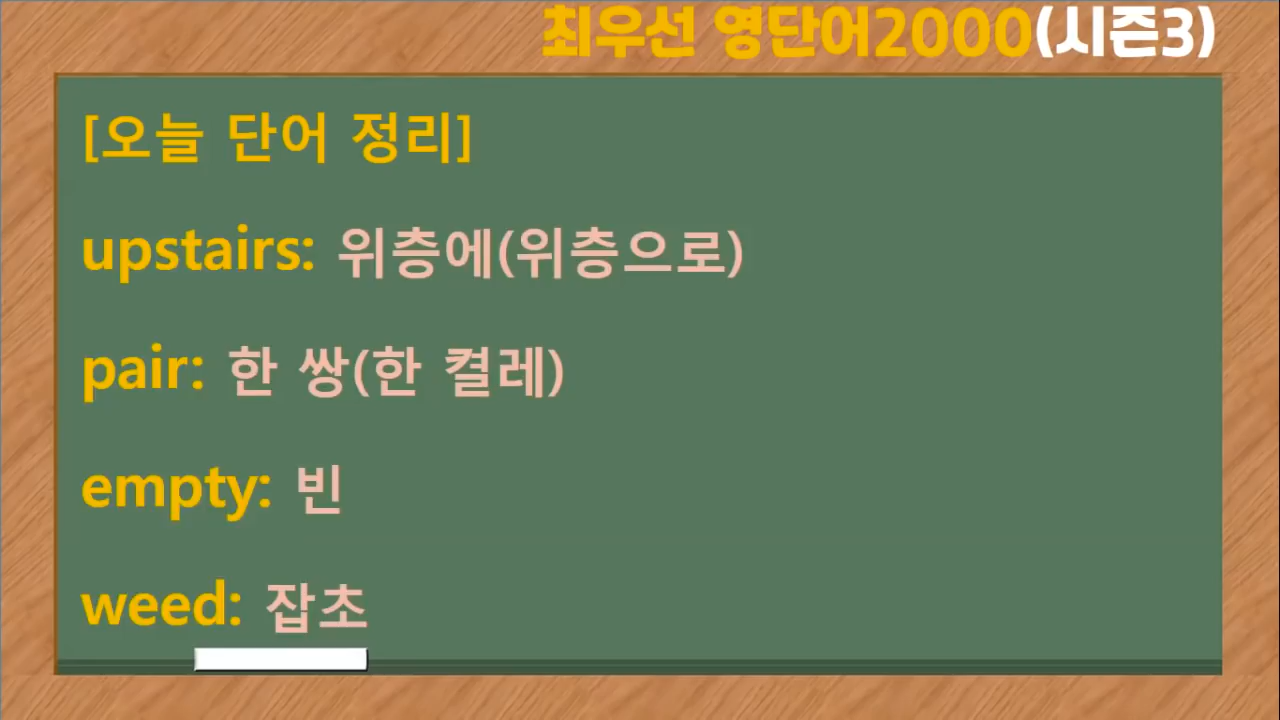 최우선 영단어2000(시즌3)
[오늘 단어 정리]
upstairs: 위층에(위층으로)
pair: 한 쌍(한 켤레)
empty: 빈
weed: 잡초